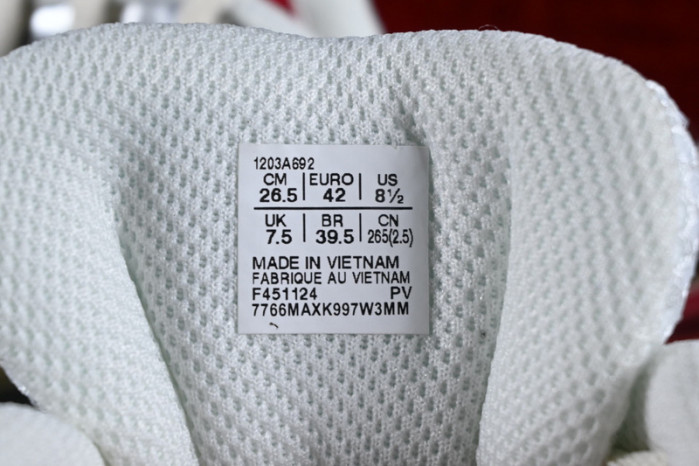 1203A692
CM | EURO | US
26.5 | 42 | 8½
UK | BR | CN
7.5 | 39.5 | 265(2.5)
MADE IN VIETNAM
FABRIQUE AU VIETNAM
F451124 PV
7766MAXK997W3MM